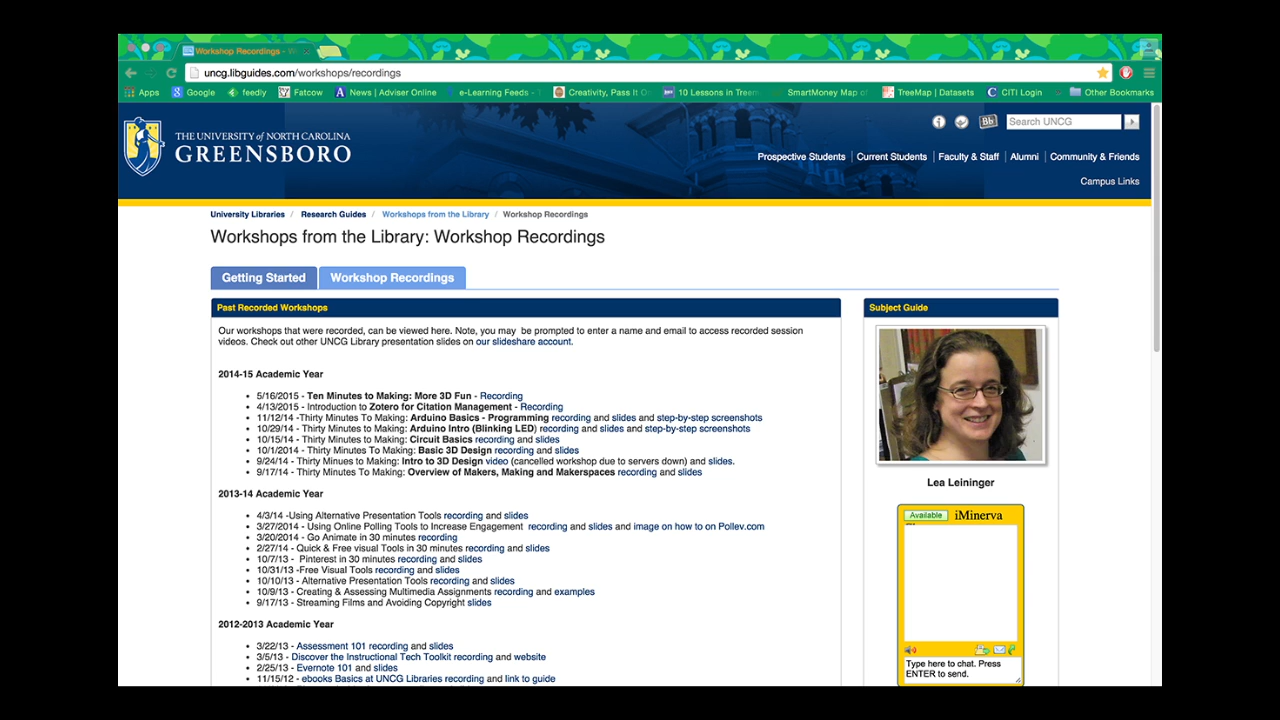 Workshop Recordings -
uncg.libguides.com/workshops/recordings
Apps Google feedly Fatcow News | Adviser Online e-Learning Feeds - Creativity, Pass It O 10 Lessons in Treem SmartMoney Map of TreeMap | Datasets CITI Login » Other Bookmarks
Bb Search UNCG
THE UNIVERSITY of NORTH CAROLINA
GREENSBORO
Prospective Students | Current Students | Faculty & Staff | Alumni | Community & Friends
Campus Links
University Libraries / Research Guides / Workshops from the Library / Workshop Recordings
Workshops from the Library: Workshop Recordings
Getting Started Workshop Recordings
Past Recorded Workshops
Our workshops that were recorded, can be viewed here. Note, you may be prompted to enter a name and email to access recorded session
videos. Check out other UNCG Library presentation slides on our slideshare account.
2014-15 Academic Year
5/16/2015 - Ten Minutes to Making: More 3D Fun - Recording
4/13/2015 - Introduction to Zotero for Citation Management - Recording
11/12/14 -Thirty Minutes To Making: Arduino Basics - Programming recording and slides and step-by-step screenshots
10/29/14 - Thirty Minutes To Making: Arduino Intro (Blinking LED) recording and slides and step-by-step screenshots
10/15/14 - Thirty Minutes to Making: Circuit Basics recording and slides
10/1/2014 - Thirty Minutes To Making: Basic 3D Design recording and slides
9/24/14 - Thirty Minues to Making: Intro to 3D Design video (cancelled workshop due to servers down) and slides.
9/17/14 - Thirty Minutes To Making: Overview of Makers, Making and Makerspaces recording and slides
2013-14 Academic Year
4/3/14 -Using Alternative Presentation Tools recording and slides
3/27/2014 - Using Online Polling Tools to Increase Engagement recording and slides and image on how to on Pollev.com
3/20/2014 - Go Animate in 30 minutes recording
2/27/14 - Quick & Free visual Tools in 30 minutes recording and slides
10/7/13 - Pinterest in 30 minutes recording and slides
10/31/13 -Free Visual Tools recording and slides
10/10/13 - Alternative Presentation Tools recording and slides
10/9/13 - Creating & Assessing Multimedia Assignments recording and examples
9/17/13 - Streaming Films and Avoiding Copyright slides
2012-2013 Academic Year
3/22/13 - Assessment 101 recording and slides
3/5/13 - Discover the Instructional Tech Toolkit recording and website
2/25/13 - Evernote 101 and slides
11/15/12 - ebooks Basics at UNCG Libraries recording and link to guide
Subject Guide
Lea Leininger
Available iMinerva
Type here to chat. Press
ENTER to send.